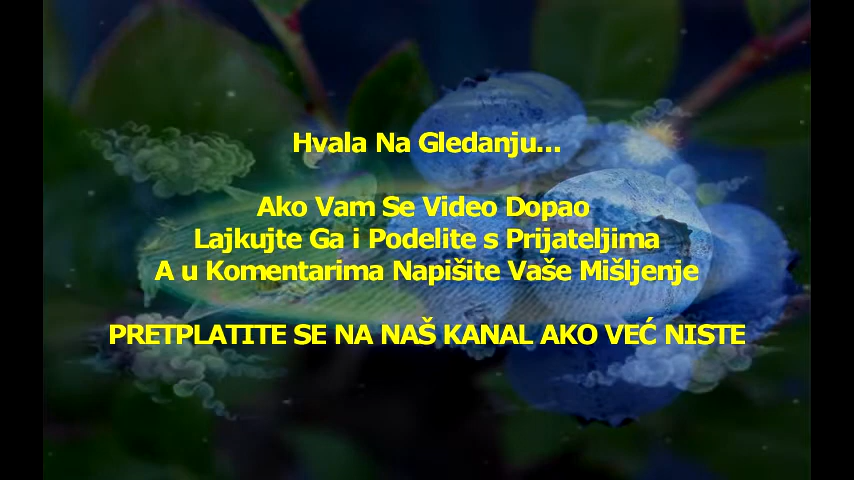 Hvala Na Gledanju...
Ako Vam Se Video Dopao
Lajkujte Ga i Podelite s Prijateljima
A u Komentarima Napišite Vaše Mišljenje
PRETPLATITE SE NA NAŠ KANAL AKO VEĆ NISTE